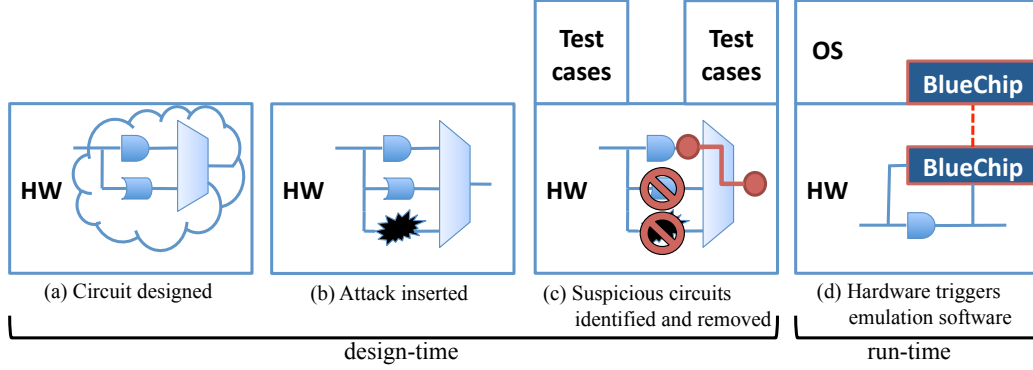 Test
cases
Test
cases
OS
BlueChip
HW
HW
HW
HW
BlueChip
(a) Circuit designed
(b) Attack inserted
(c) Suspicious circuits
identified and removed
(d) Hardware triggers
emulation software
design-time
run-time